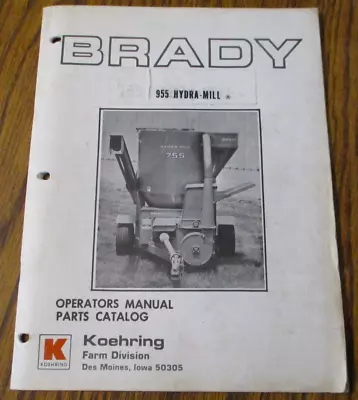 BRADY
955 HYDRA-MILL ®
755
OPERATORS MANUAL
PARTS CATALOG
K
KOEHRING
Koehring
Farm Division
Des Moines, Iowa 50305